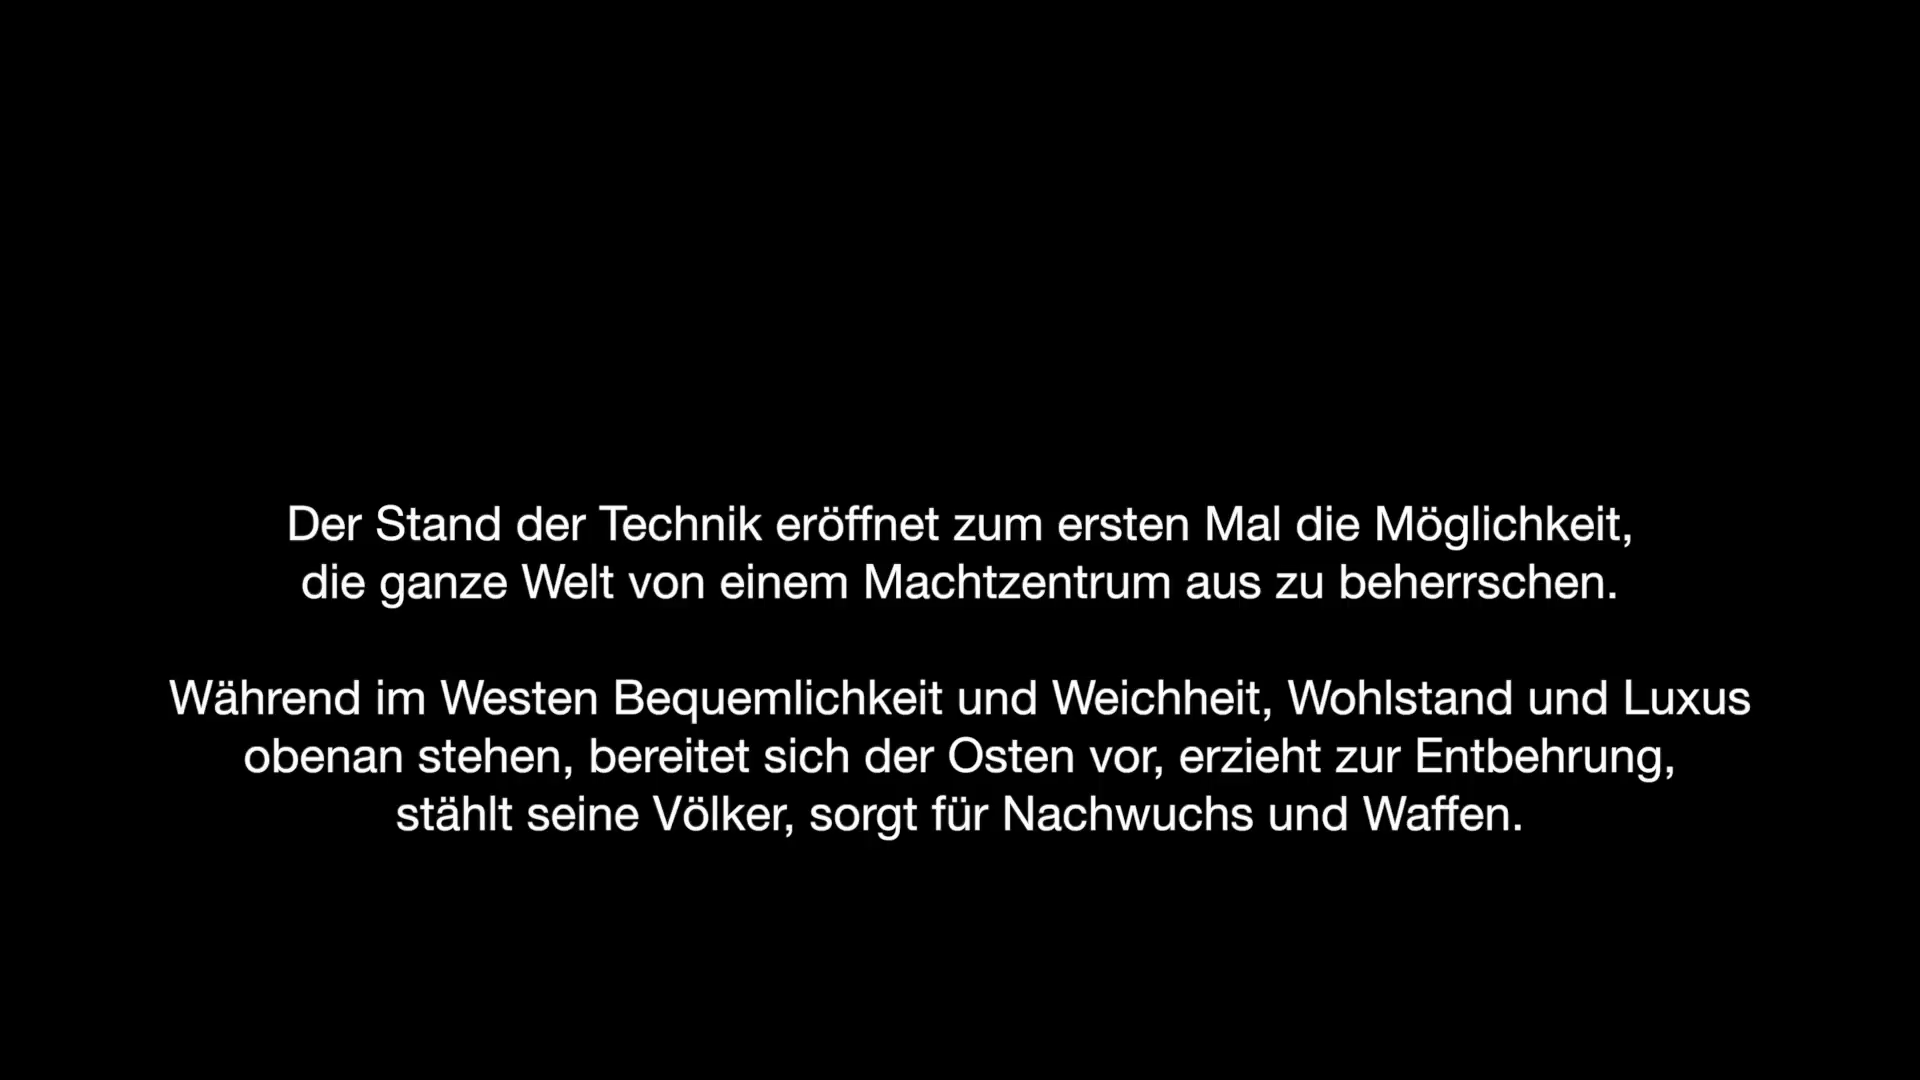 Der Stand der Technik eröffnet zum ersten Mal die Möglichkeit,
die ganze Welt von einem Machtzentrum aus zu beherrschen.
Während im Westen Bequemlichkeit und Weichheit, Wohlstand und Luxus
obenan stehen, bereitet sich der Osten vor, erzieht zur Entbehrung,
stählt seine Völker, sorgt für Nachwuchs und Waffen.